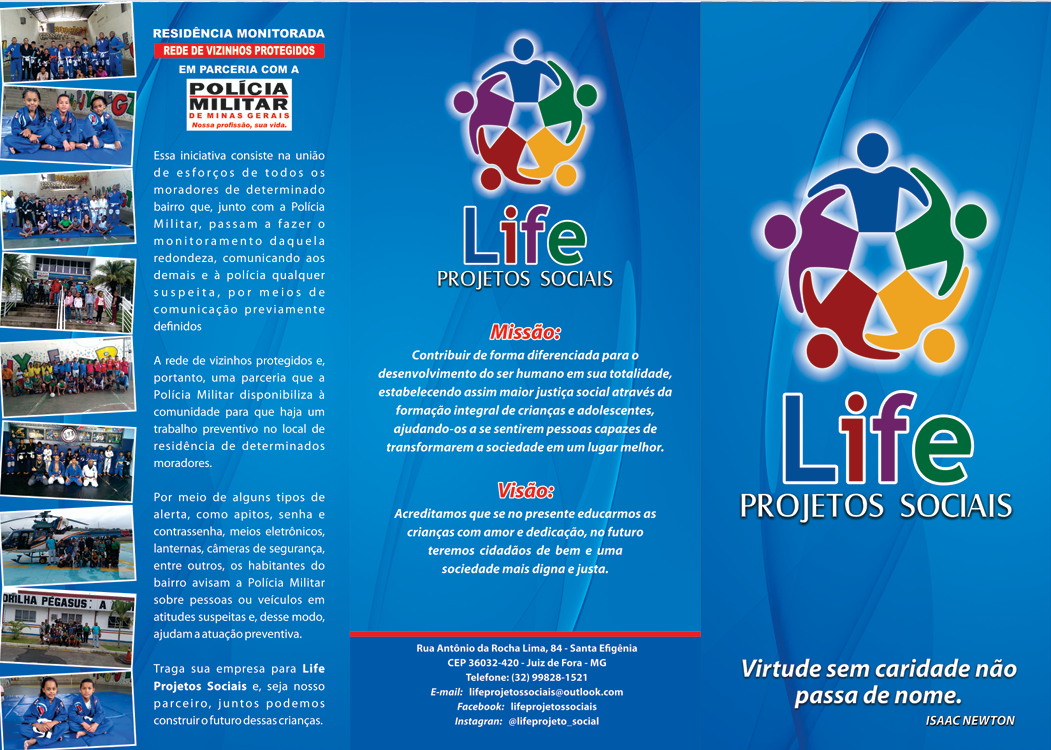 RESIDÊNCIA MONITORADA
REDE DE VIZINHOS PROTEGIDOS
EM PARCERIA COM A
POLÍCIA
MILITAR
DE MINAS GERAIS
Nossa profissão, sua vida.
Essa iniciativa consiste na união
de esforços de todos os
moradores de determinado
bairro que, junto com a Polícia
Militar, passam a fazer o
monitoramento daquela
redondeza, comunicando aos
demais e à polícia qualquer
suspeita, por meios de
comunicação previamente
definidos
A rede de vizinhos protegidos e,
portanto, uma parceria que a
Polícia Militar disponibiliza à
comunidade para que haja um
trabalho preventivo no local de
residência de determinados
moradores.
Por meio de alguns tipos de
alerta, como apitos, senha e
contrassenha, meios eletrônicos,
lanternas, câmeras de segurança,
entre outros, os habitantes do
bairro avisam a Polícia Militar
sobre pessoas ou veículos em
atitudes suspeitas e, desse modo,
ajudam a atuação preventiva.
Traga sua empresa para Life
Projetos Sociais e, seja nosso
parceiro, juntos podemos
construir o futuro dessas crianças.
ORILHA PÉGASUS: A
Life
PROJETOS SOCIAIS
Missão:
Contribuir de forma diferenciada para o
desenvolvimento do ser humano em sua totalidade,
estabelecendo assim maior justiça social através da
formação integral de crianças e adolescentes,
ajudando-os a se sentirem pessoas capazes de
transformarem a sociedade em um lugar melhor.
Visão:
Acreditamos que se no presente educarmos as
crianças com amor e dedicação, no futuro
teremos cidadãos de bem e uma
sociedade mais digna e justa.
Rua Antônio da Rocha Lima, 84 - Santa Efigênia
CEP 36032-420 - Juiz de Fora - MG
Telefone: (32) 99828-1521
E-mail: lifeprojetossociais@outlook.com
Facebook: lifeprojetossociais
Instagran: @lifeprojeto_social
Life
PROJETOS SOCIAIS
Virtude sem caridade não
passa de nome.
ISAAC NEWTON